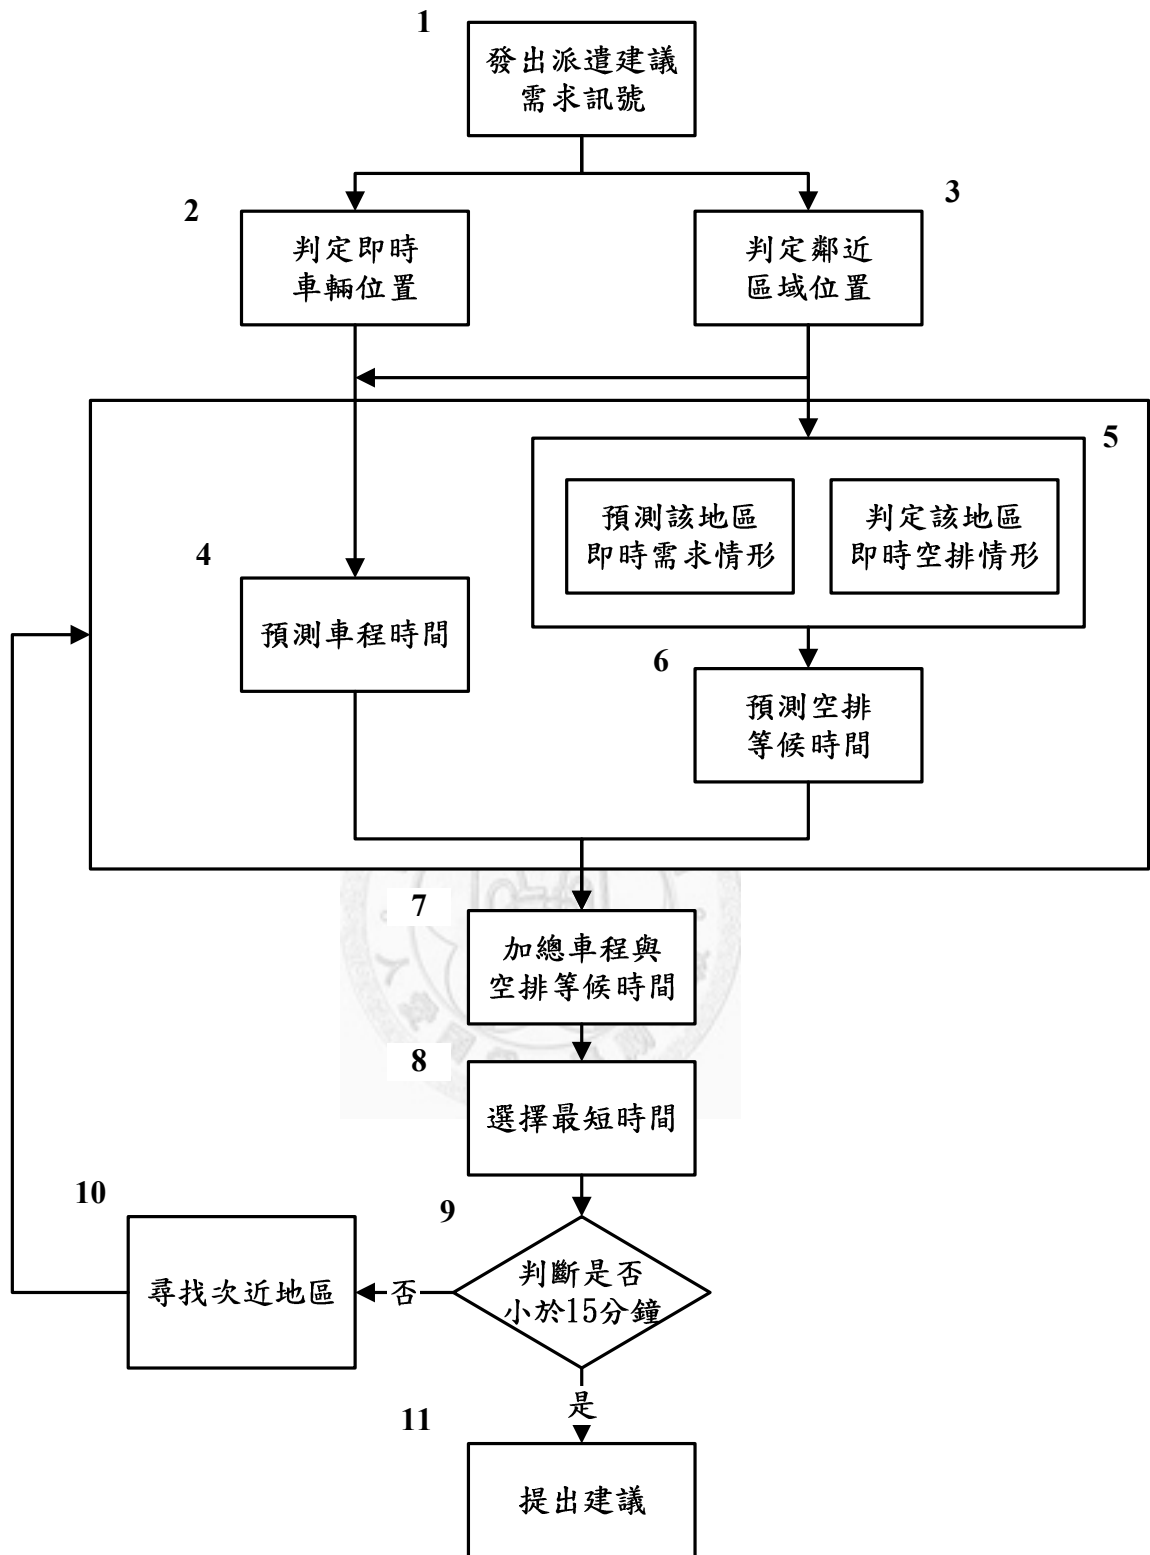 1
發出派遣建議
需求訊號
2
判定即時
車輛位置
3
判定鄰近
區域位置
4
預測車程時間
5
預測該地區
即時需求情形
判定該地區
即時空排情形
6
預測空排
等候時間
7
加總車程與
空排等候時間
8
選擇最短時間
9
判斷是否
小於15分鐘
否
10
尋找次近地區
是
11
提出建議